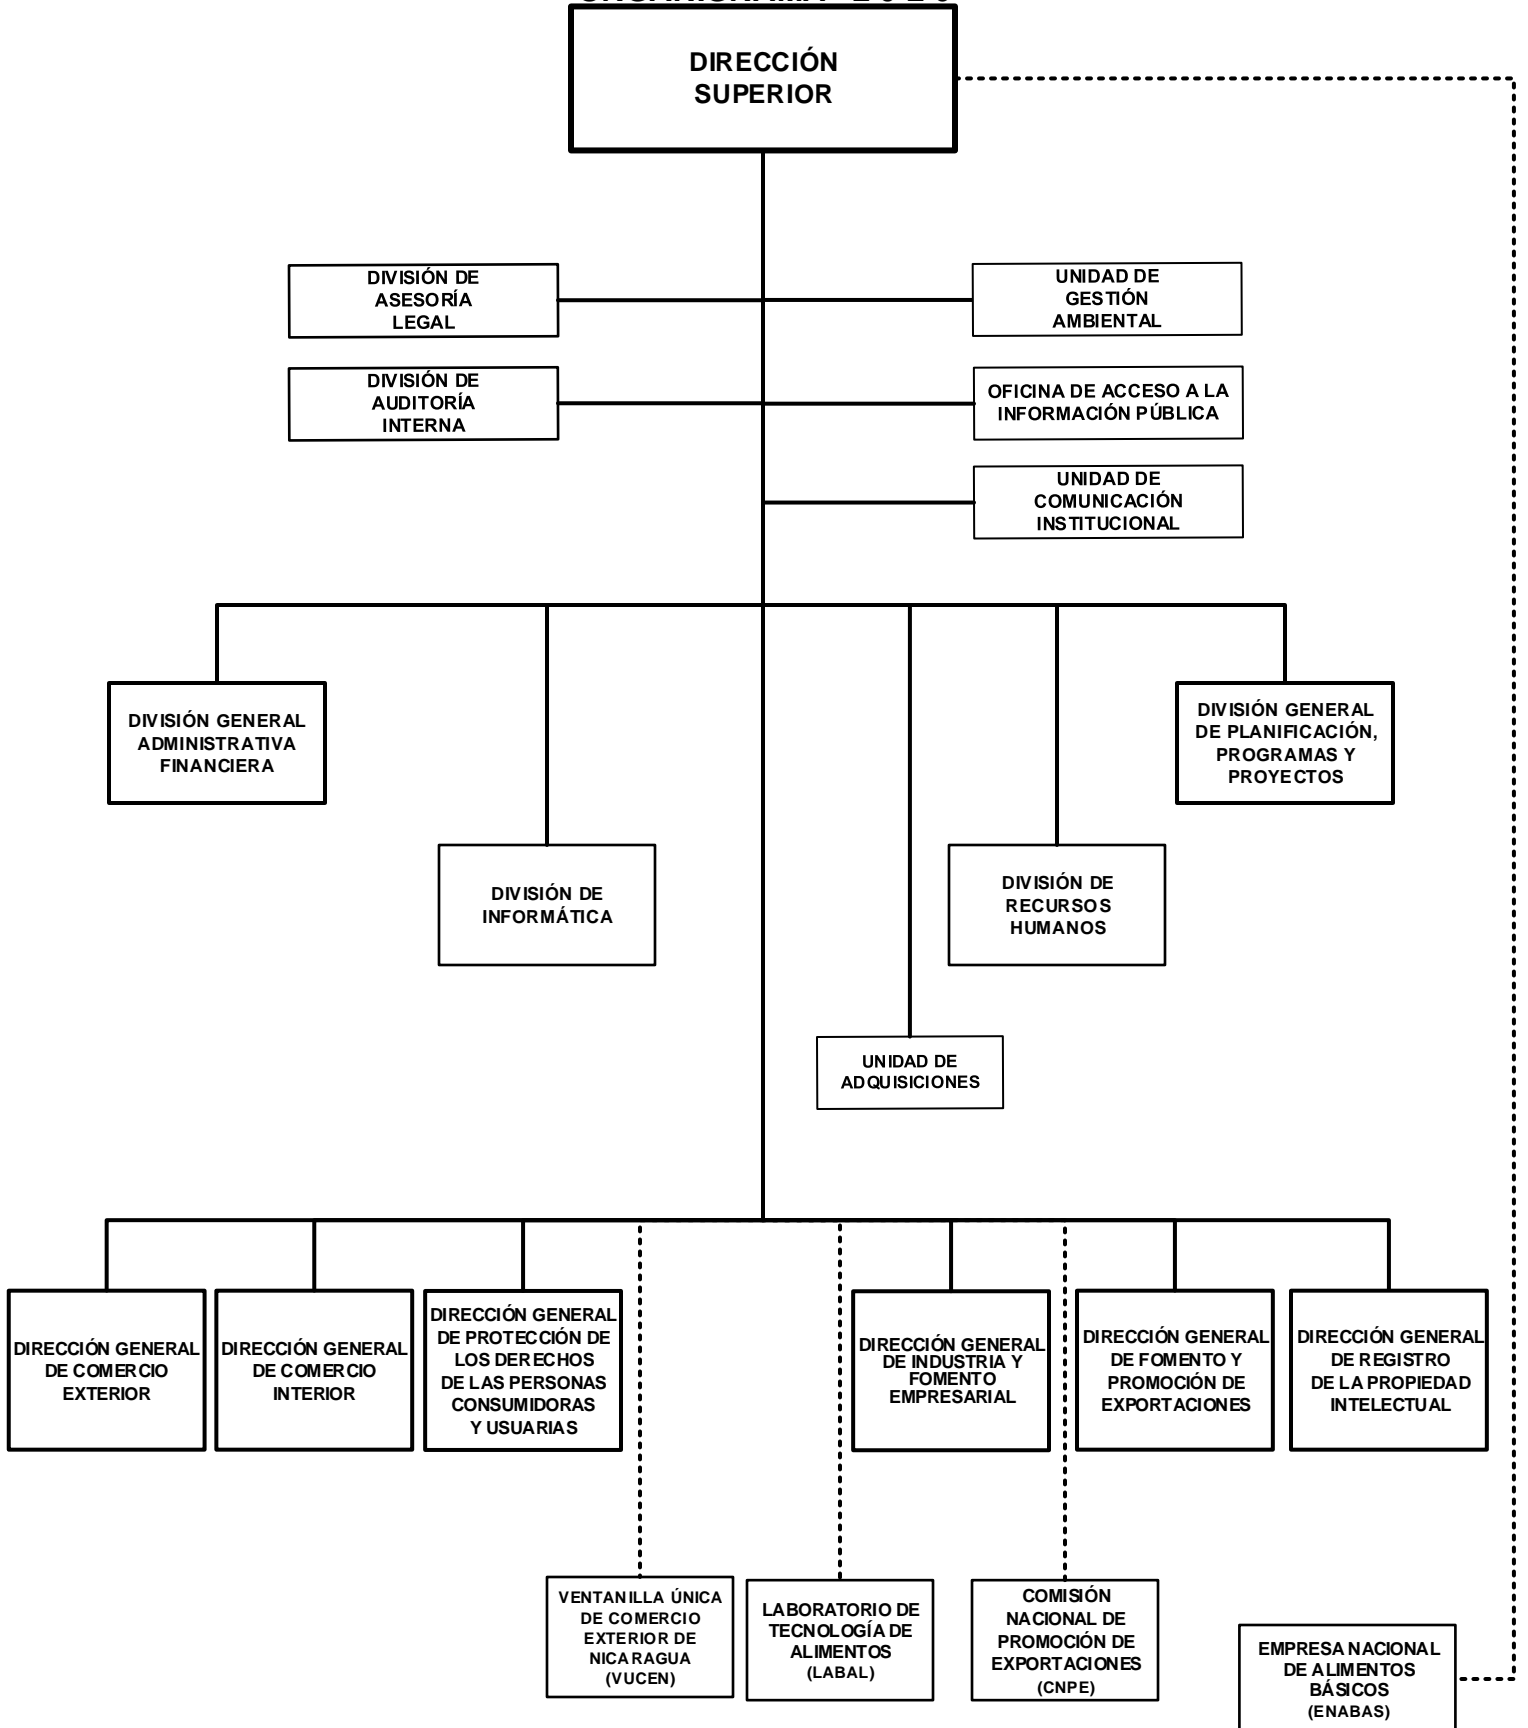 DIRECCIÓN
SUPERIOR
DIVISIÓN DE
ASESORÍA
LEGAL
UNIDAD DE
GESTIÓN
AMBIENTAL
DIVISIÓN DE
AUDITORÍA
INTERNA
OFICINA DE ACCESO A LA
INFORMACIÓN PÚBLICA
UNIDAD DE
COMUNICACIÓN
INSTITUCIONAL
DIVISIÓN GENERAL
ADMINISTRATIVA
FINANCIERA
DIVISIÓN GENERAL
DE PLANIFICACIÓN,
PROGRAMAS Y
PROYECTOS
DIVISIÓN DE
INFORMÁTICA
DIVISIÓN DE
RECURSOS
HUMANOS
UNIDAD DE
ADQUISICIONES
DIRECCIÓN GENERAL
DE COMERCIO
EXTERIOR
DIRECCIÓN GENERAL
DE COMERCIO
INTERIOR
DIRECCIÓN GENERAL
DE PROTECCIÓN DE
LOS DERECHOS
DE LAS PERSONAS
CONSUMIDORAS
Y USUARIAS
DIRECCIÓN GENERAL
DE INDUSTRIA Y
FOMENTO
EMPRESARIAL
DIRECCIÓN GENERAL
DE FOMENTO Y
PROMOCIÓN DE
EXPORTACIONES
DIRECCIÓN GENERAL
DE REGISTRO
DE LA PROPIEDAD
INTELECTUAL
VENTANILLA ÚNICA
DE COMERCIO
EXTERIOR DE
NICARAGUA
(VUCEN)
LABORATORIO DE
TECNOLOGÍA DE
ALIMENTOS
(LABAL)
COMISIÓN
NACIONAL DE
PROMOCIÓN DE
EXPORTACIONES
(CNPE)
EMPRESA NACIONAL
DE ALIMENTOS
BÁSICOS
(ENABAS)